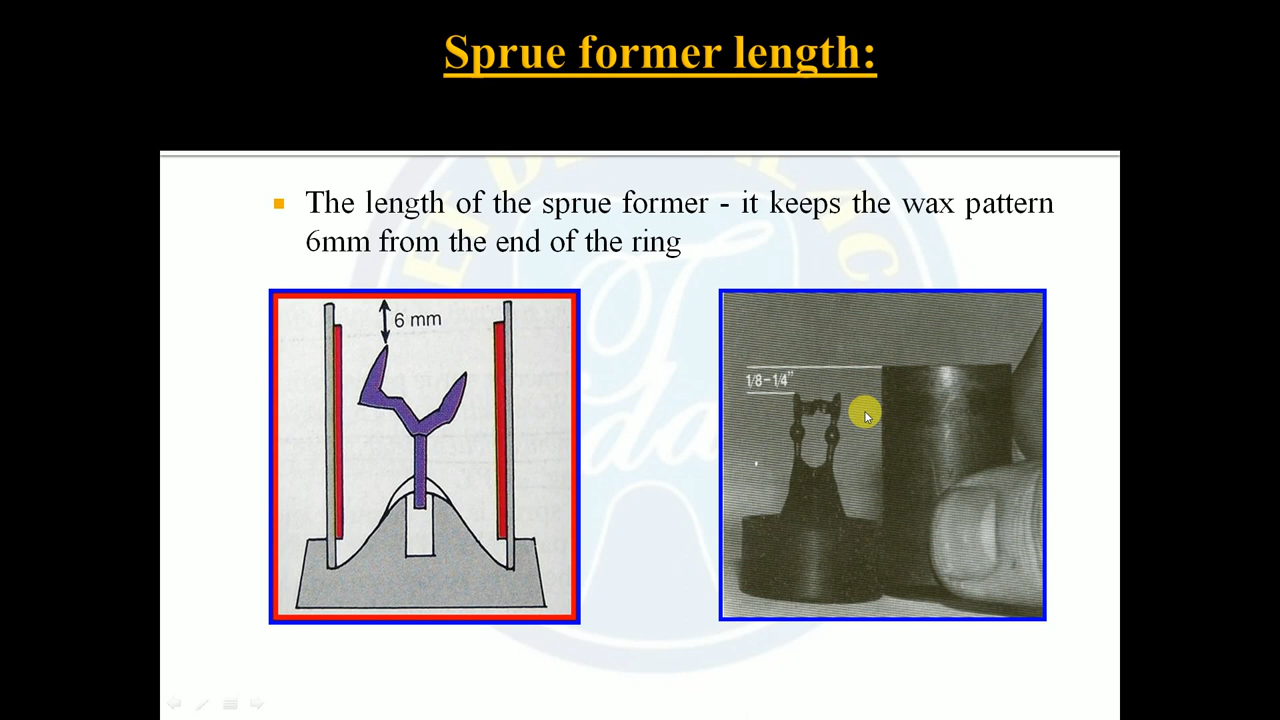 Sprue former length:
The length of the sprue former - it keeps the wax pattern
6mm from the end of the ring
6 mm
1/8-1/4"